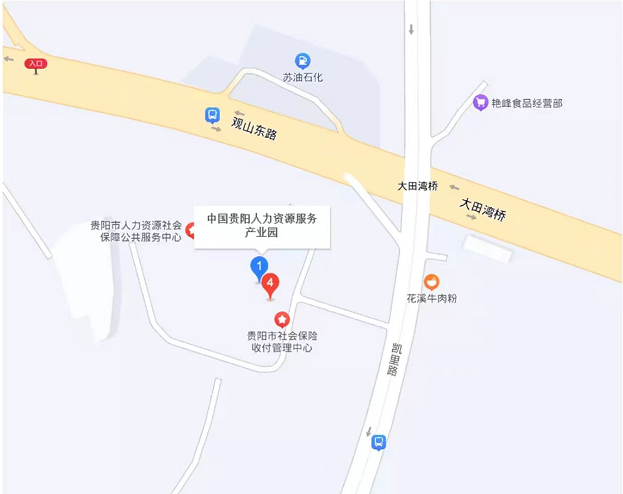 入口
苏油石化
艳峰食品经营部
观山东路
大田湾桥
大田湾桥
中国贵阳人力资源服务
产业园
贵阳市人力资源社会
保障公共服务中心
1
4
花溪牛肉粉
贵阳市社会保险
收付管理中心
凯里路